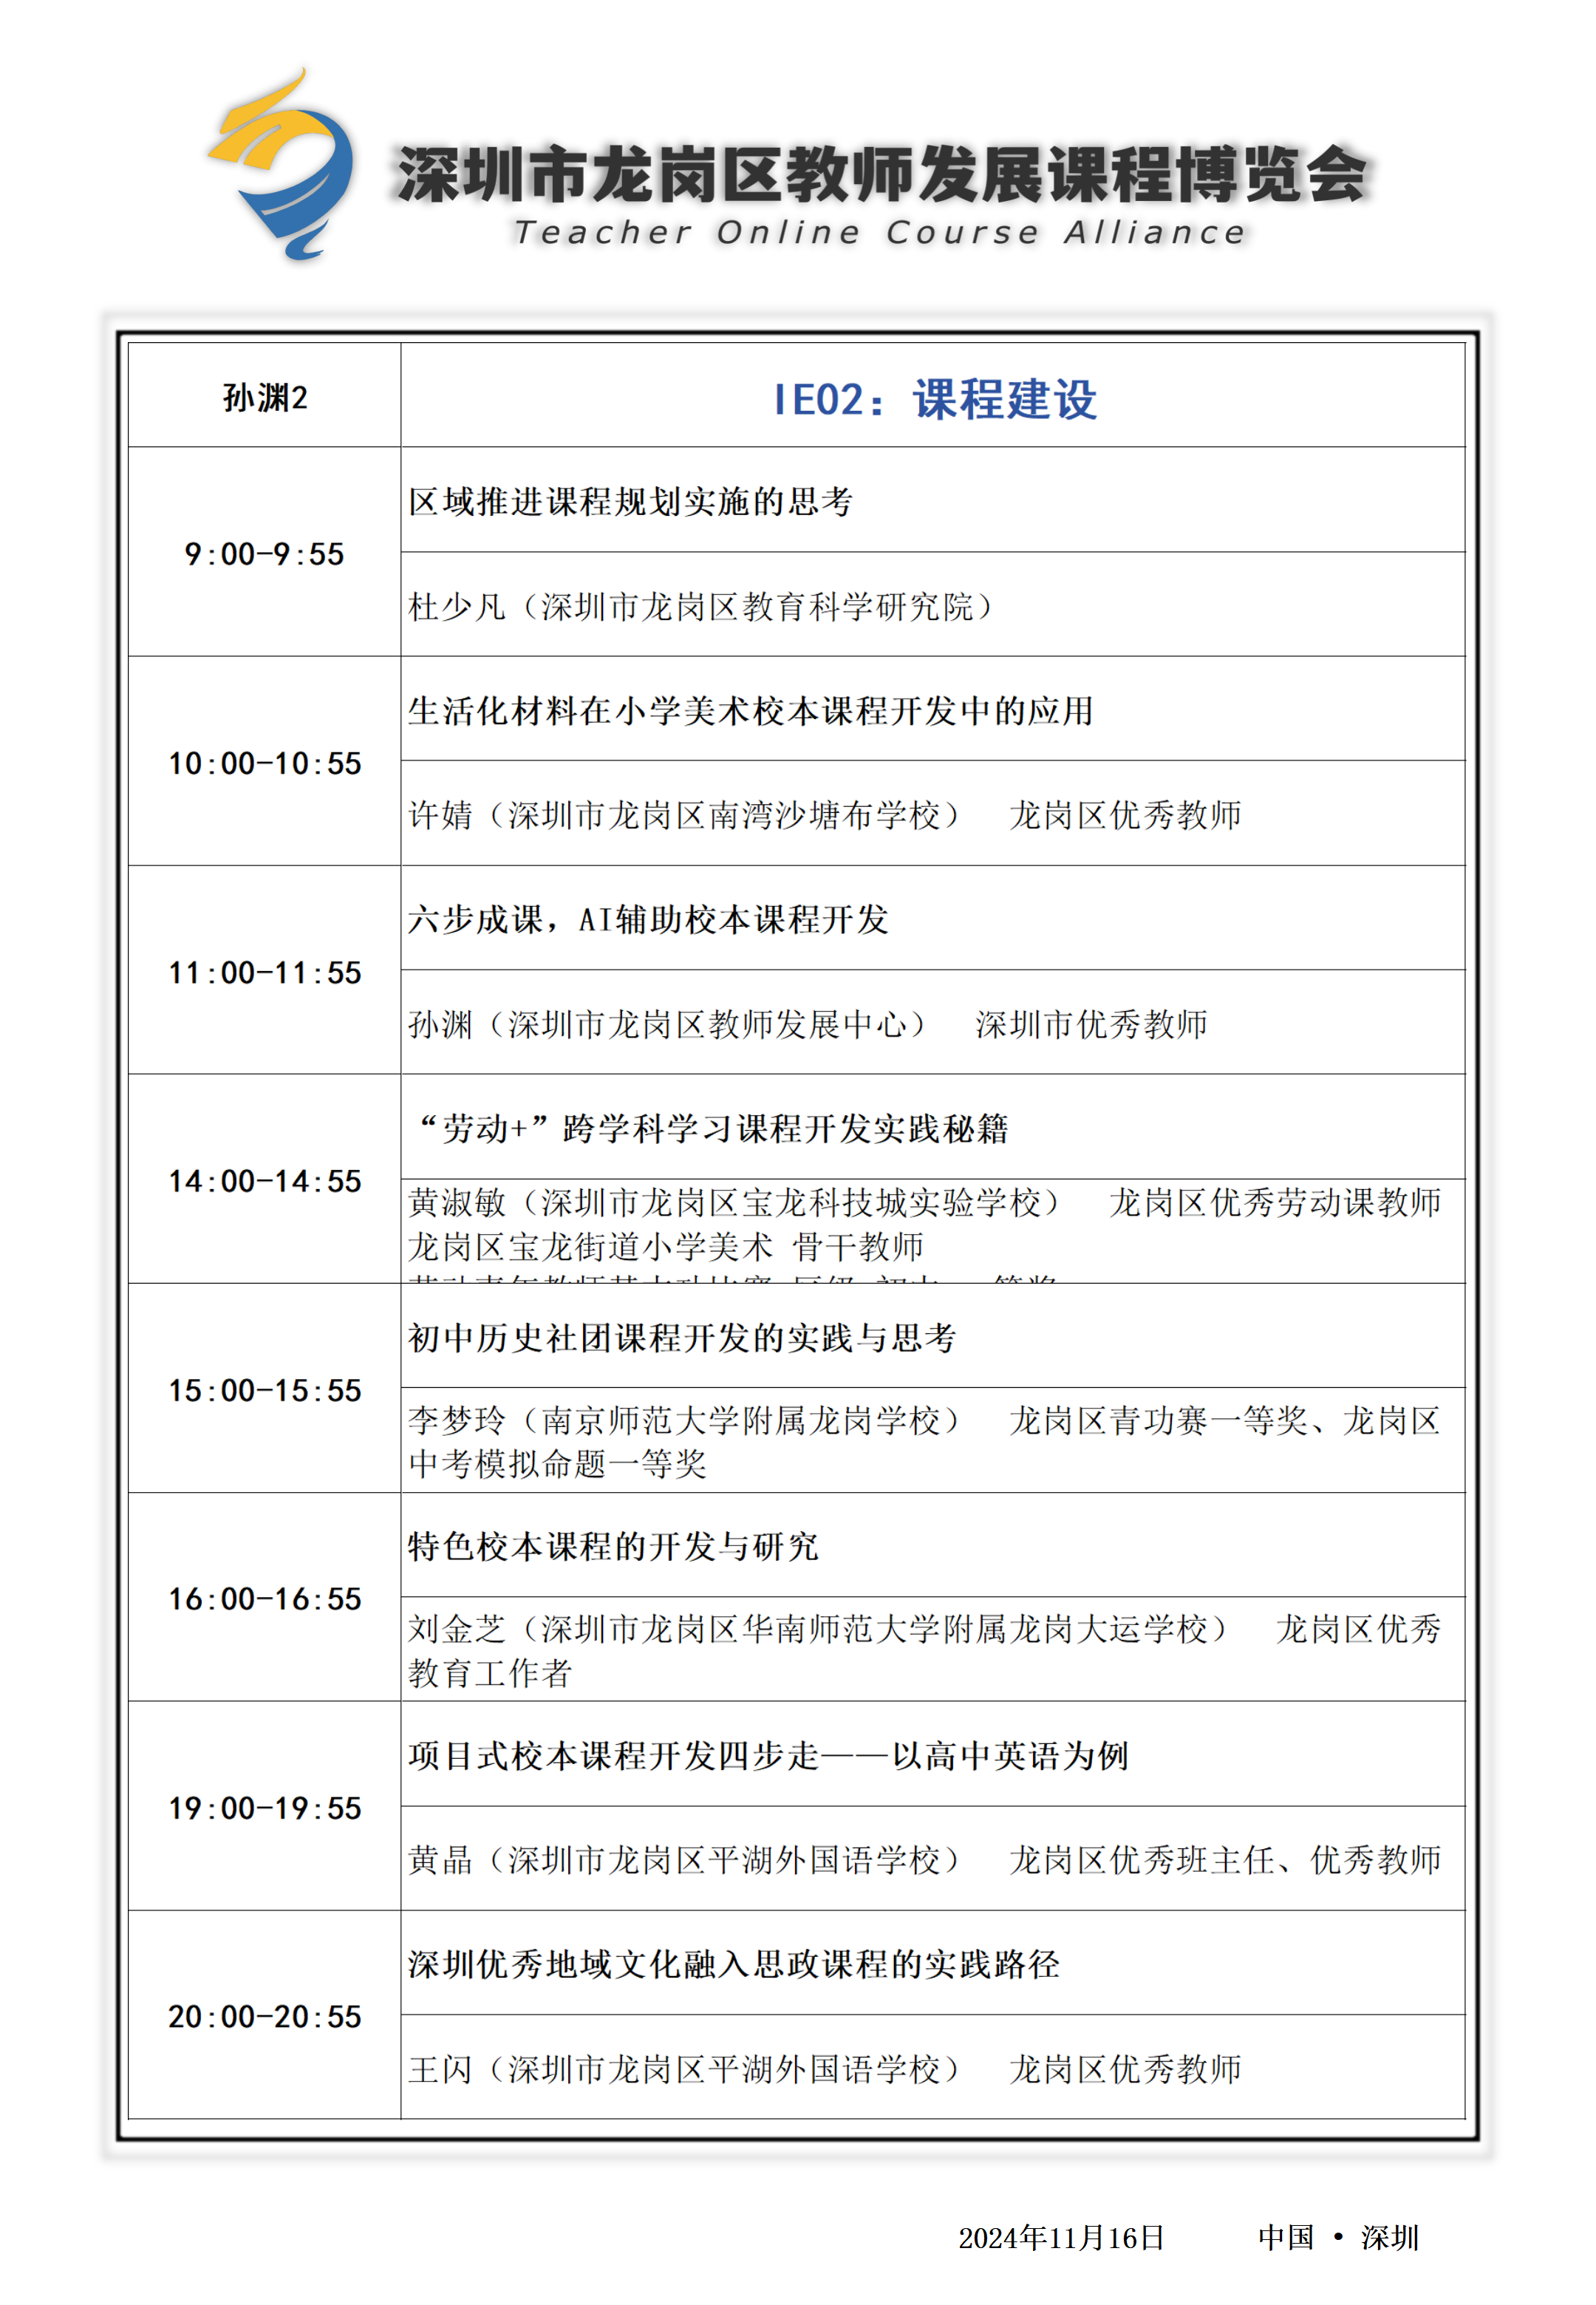 深圳市龙岗区教师发展课程博览会
Teacher Online Course Alliance
孙渊2
IE02：课程建设
9:00-9:55
区域推进课程规划实施的思考
杜少凡（深圳市龙岗区教育科学研究院）
10:00-10:55
生活化材料在小学美术校本课程开发中的应用
许婧（深圳市龙岗区南湾沙塘布学校） 龙岗区优秀教师
11:00-11:55
六步成课，AI辅助校本课程开发
孙渊（深圳市龙岗区教师发展中心） 深圳市优秀教师
14:00-14:55
“劳动+”跨学科学习课程开发实践秘籍
黄淑敏（深圳市龙岗区宝龙科技城实验学校） 龙岗区优秀劳动课教师
龙岗区宝龙街道小学美术 骨干教师
15:00-15:55
初中历史社团课程开发的实践与思考
李梦玲（南京师范大学附属龙岗学校） 龙岗区青功赛一等奖、龙岗区
中考模拟命题一等奖
16:00-16:55
特色校本课程的开发与研究
刘金芝（深圳市龙岗区华南师范大学附属龙岗大运学校） 龙岗区优秀
教育工作者
19:00-19:55
项目式校本课程开发四步走——以高中英语为例
黄晶（深圳市龙岗区平湖外国语学校） 龙岗区优秀班主任、优秀教师
20:00-20:55
深圳优秀地域文化融入思政课程的实践路径
王闪（深圳市龙岗区平湖外国语学校） 龙岗区优秀教师
2024年11月16日 中国 • 深圳